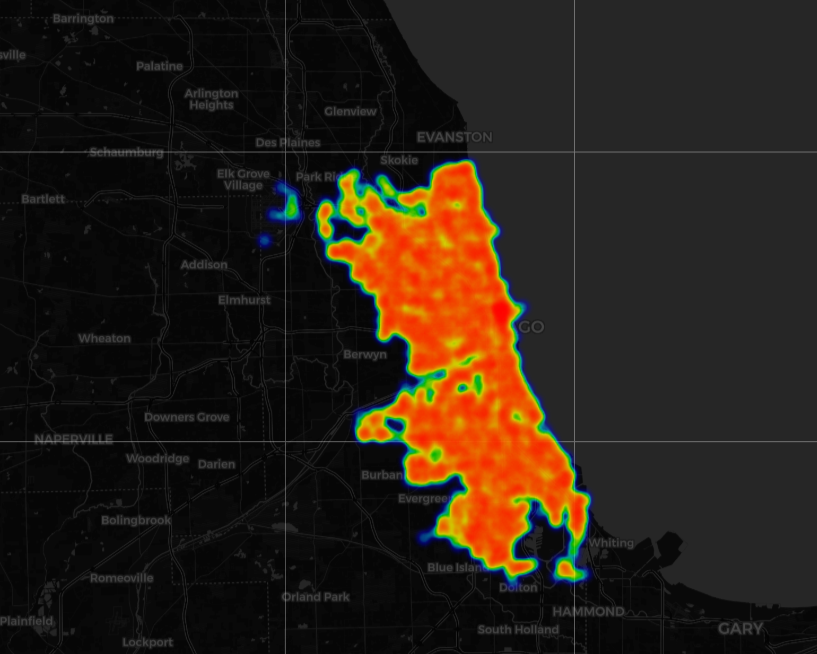 Barrington
sville
Palatine
Arlington
Heights
Glenview
EVANSTON
Des Plaines
Schaumburg
Skokie
Elk Grove
Village
Park Rid
Bartlett
Addison
Elmhurst
GO
Wheaton
Berwyn
Downers Grove
NAPERVILLE
Woodridge
Darien
Burban
Evergree
Bolingbrook
Whiting
Blue Islan
Romeoville
Dolton
Orland Park
HAMMOND
Plainfield
South Holland
GARY
Lockport